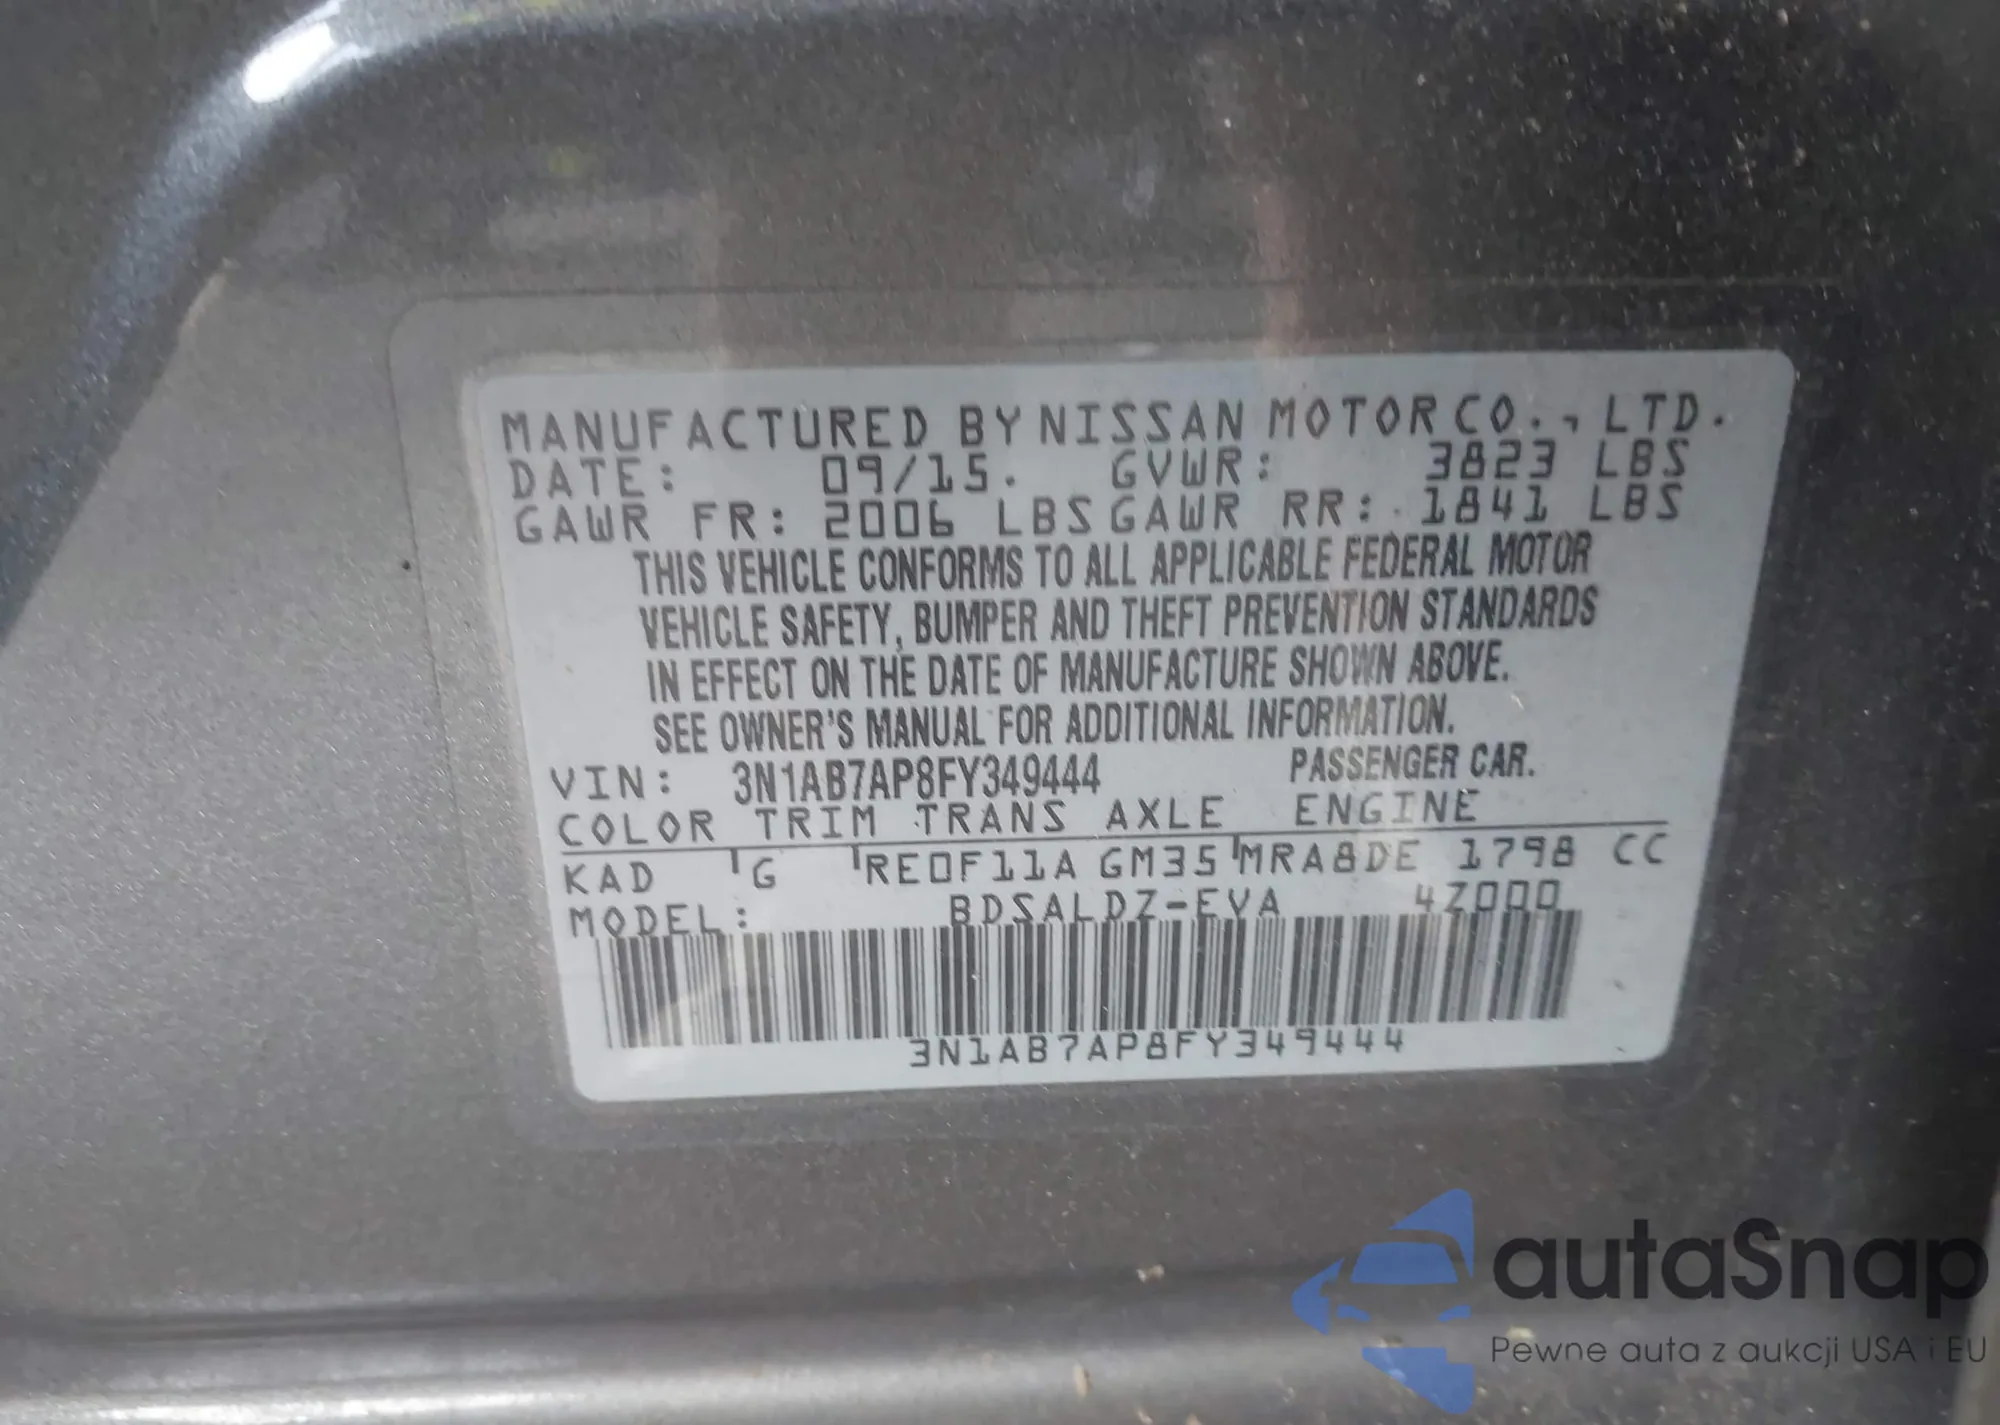 MANUFACTURED BY NISSAN MOTOR CO., LTD.
DATE: 09/15. GVWR: 3823 LBS
GAWR FR: 2006 LBS GAWR RR: 1841 LBS
THIS VEHICLE CONFORMS TO ALL APPLICABLE FEDERAL MOTOR
VEHICLE SAFETY, BUMPER AND THEFT PREVENTION STANDARDS
IN EFFECT ON THE DATE OF MANUFACTURE SHOWN ABOVE.
SEE OWNER'S MANUAL FOR ADDITIONAL INFORMATION.
VIN: 3N1AB7AP8FY349444 PASSENGER CAR.
COLOR TRIM TRANS AXLE ENGINE
KAD G RE0F11A GM35 MRA8DE 1798 CC
MODEL: BDSALDZ-EVA 4Z000
3N1AB7AP8FY349444
autaSnap
Pewne auta z aukcji USA i EU